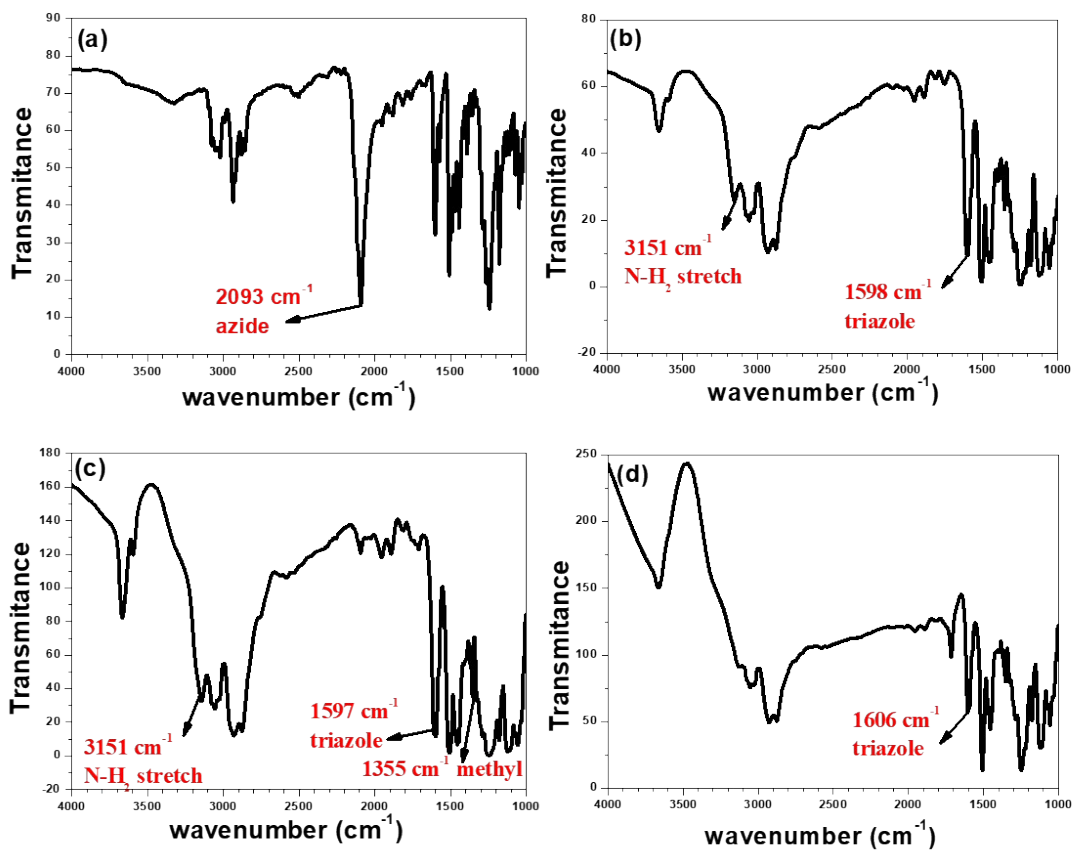 (a)
Transmitance
90
80
70
60
50
40
30
20
10
0
2093 cm-1
azide
4000 3500 3000 2500 2000 1500 1000
wavenumber (cm-1)
(b)
Transmitance
80
60
40
20
0
-20
3151 cm-1
N-H2 stretch
1598 cm-1
triazole
4000 3500 3000 2500 2000 1500 1000
wavenumber (cm-1)
(c)
Transmitance
180
160
140
120
100
80
60
40
20
0
-20
3151 cm-1
N-H2 stretch
1597 cm-1
triazole
1355 cm-1 methyl
4000 3500 3000 2500 2000 1500 1000
wavenumber (cm-1)
(d)
Transmitance
250
200
150
100
50
0
1606 cm-1
triazole
4000 3500 3000 2500 2000 1500 1000
wavenumber (cm-1)